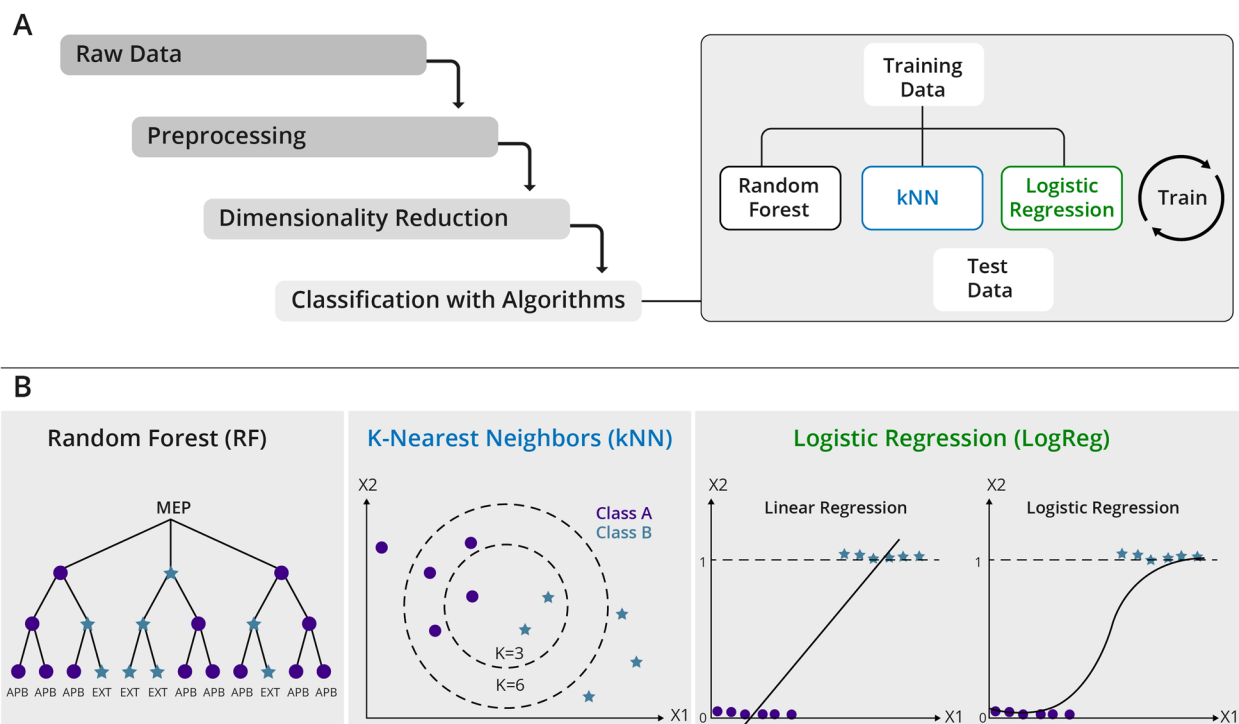 A
Raw Data
Preprocessing
Dimensionality Reduction
Classification with Algorithms
Training
Data
Random
Forest
kNN
Logistic
Regression
Train
Test
Data
B
Random Forest (RF)
MEP
APB APB APB EXT EXT EXT APB APB APB EXT APB APB
K-Nearest Neighbors (kNN)
X2
Class A
Class B
K=3
K=6
X1
Logistic Regression (LogReg)
X2
Linear Regression
1
0
X1
X2
Logistic Regression
1
0
X1